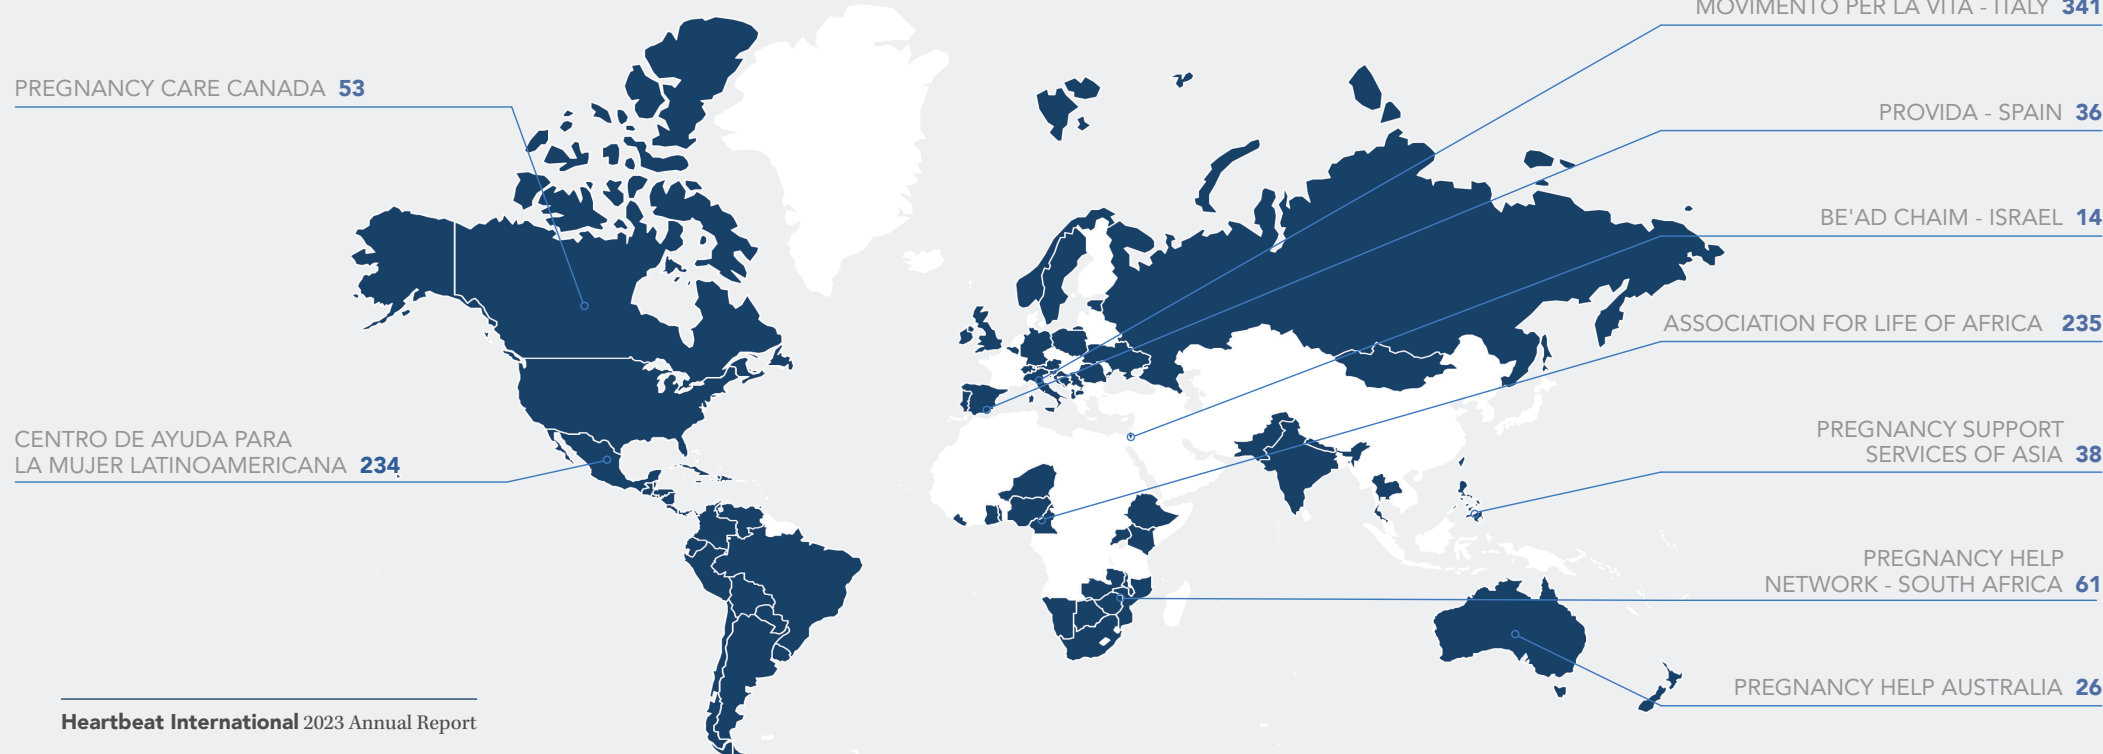 MOVIMENTO PER LA VITA - ITALY 341
PREGNANCY CARE CANADA 53
PROVIDA - SPAIN 36
BE'AD CHAIM - ISRAEL 14
ASSOCIATION FOR LIFE OF AFRICA 235
CENTRO DE AYUDA PARA
LA MUJER LATINOAMERICANA 234
PREGNANCY SUPPORT
SERVICES OF ASIA 38
PREGNANCY HELP
NETWORK - SOUTH AFRICA 61
PREGNANCY HELP AUSTRALIA 26
Heartbeat International 2023 Annual Report